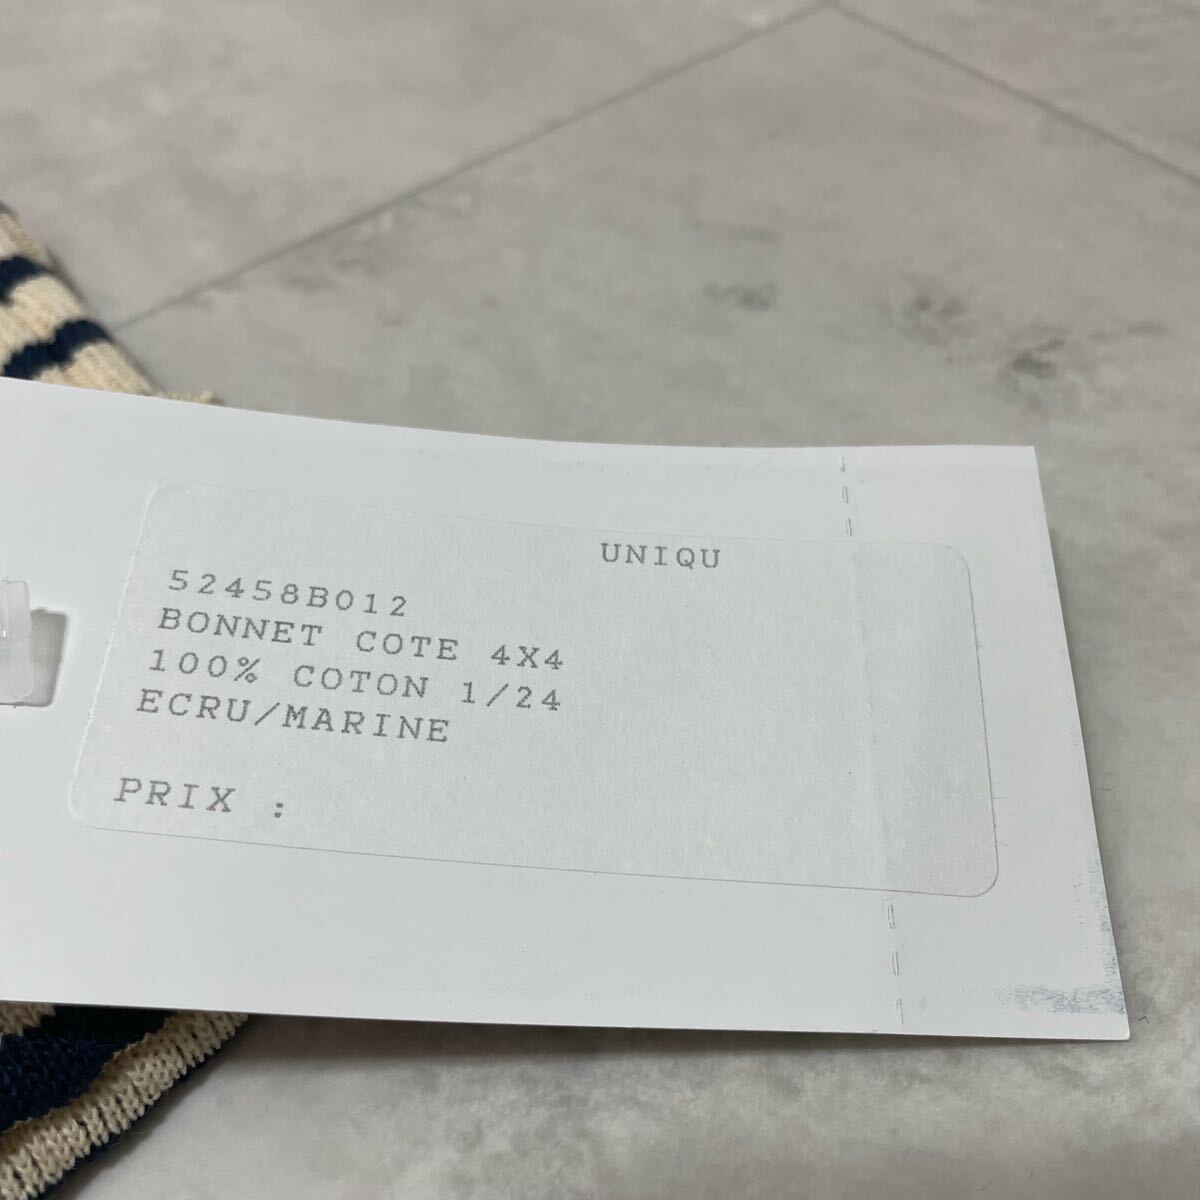 UNIQU
52458B012
BONNET COTE 4X4
100% COTON 1/24
ECRU/MARINE
PRIX :